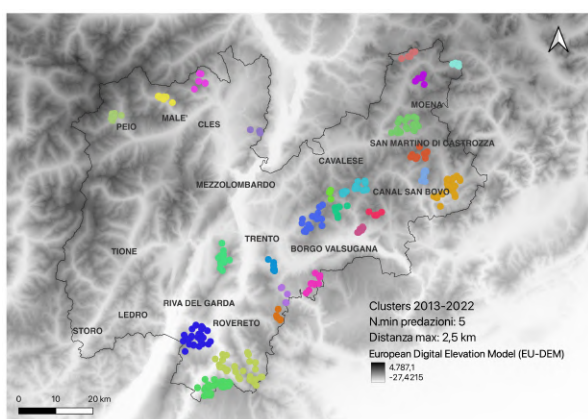 MOENA
PEIO
MALE'
CLES
SAN MARTINO DI CASTROZZA
CAVALESE
MEZZOLOMBARDO
CANAL SAN BOVO
TRENTO
BORGO VALSUGANA
TIONE
RIVA DEL GARDA
LEDRO
ROVERETO
STORO
Clusters 2013-2022
N.min predazioni: 5
Distanza max: 2,5 km
European Digital Elevation Model (EU-DEM)
4.787,1
-27,4215
0 10 20 km